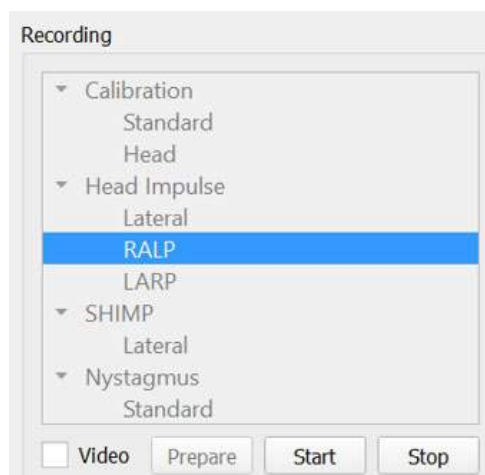 Recording
Calibration
Standard
Head
Head Impulse
Lateral
RALP
LARP
SHIMP
Lateral
Nystagmus
Standard
Video Prepare Start Stop